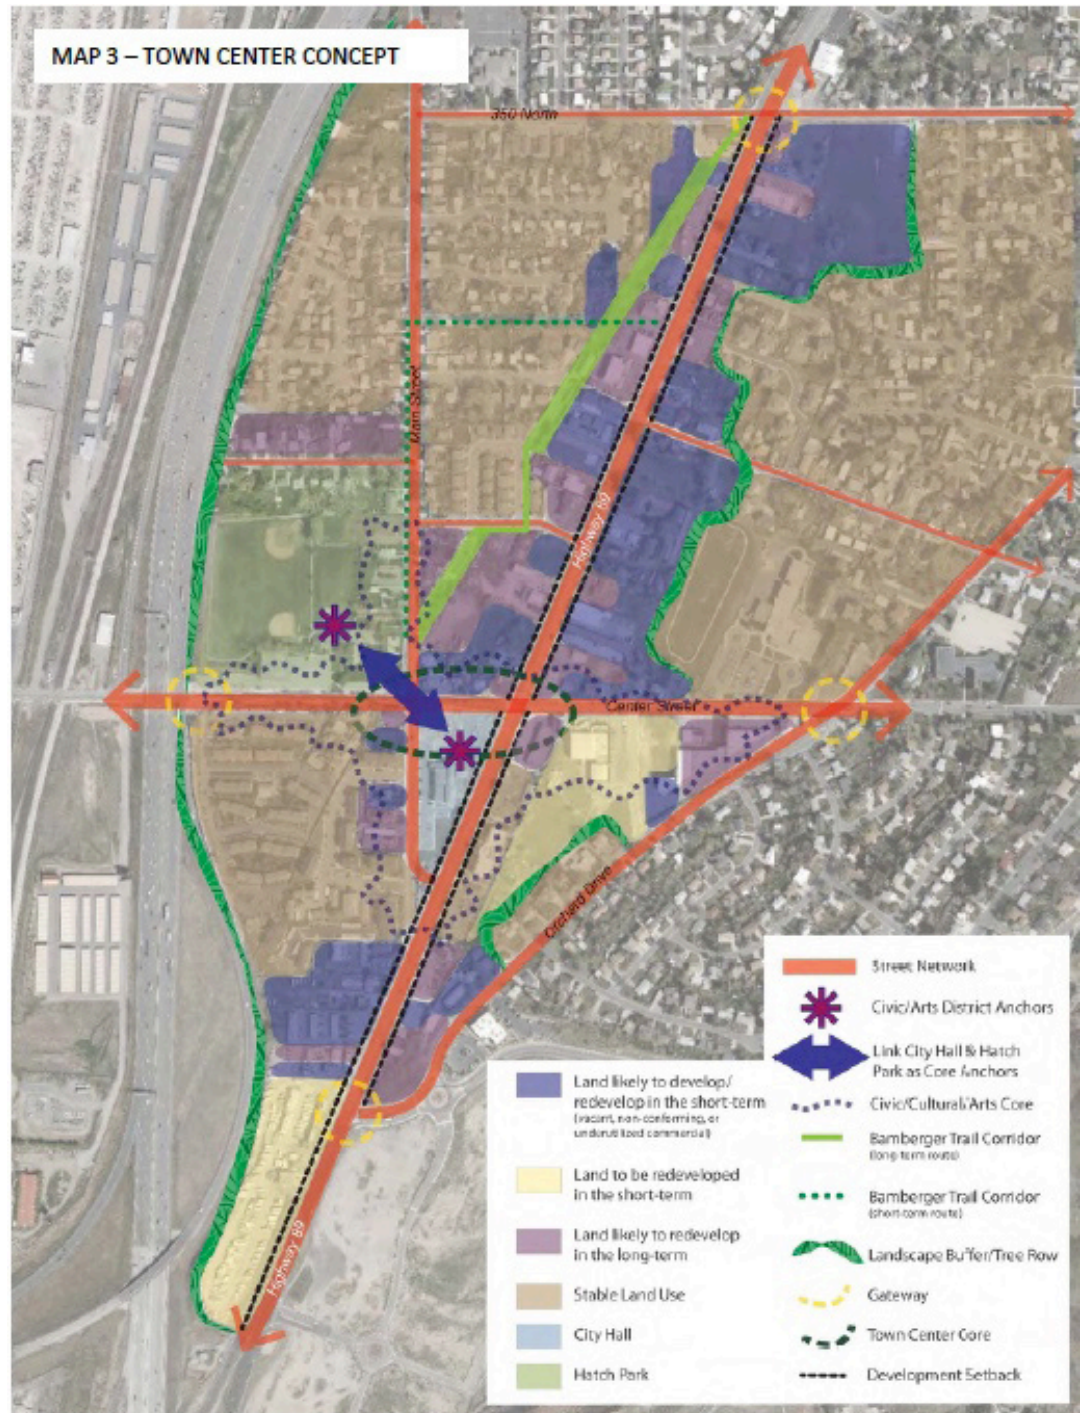 MAP 3 – TOWN CENTER CONCEPT
350 North
Main Street
Highway 89
Center Street
Orchard Drive
Highway 89
Street Network
Civic/Arts District Anchors
Link City Hall & Hatch
Park as Core Anchors
Civic/Cultural/Arts Core
Bamberger Trail Corridor
(long-term route)
Bamberger Trail Corridor
(short-term route)
Landscape Buffer/Tree Row
Gateway
Town Center Core
Development Setback
Land likely to develop/
redevelop in the short-term
(vacant, non-conforming, or
underutilized commercial)
Land to be redeveloped
in the short-term
Land likely to redevelop
in the long-term
Stable Land Use
City Hall
Hatch Park